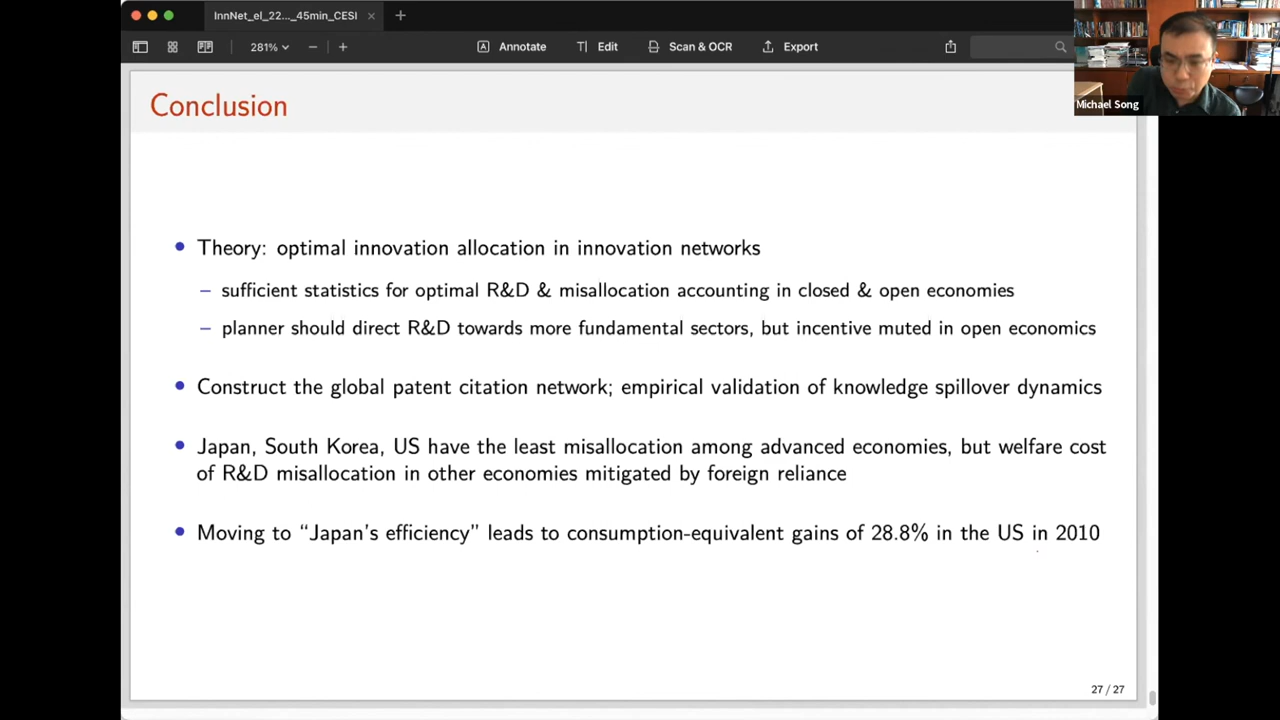 InnNet_el_22..._45min_CESI
281%
Annotate
Edit
Scan & OCR
Export
Michael Song
Conclusion
• Theory: optimal innovation allocation in innovation networks
– sufficient statistics for optimal R&D & misallocation accounting in closed & open economies
– planner should direct R&D towards more fundamental sectors, but incentive muted in open economics
• Construct the global patent citation network; empirical validation of knowledge spillover dynamics
• Japan, South Korea, US have the least misallocation among advanced economies, but welfare cost
of R&D misallocation in other economies mitigated by foreign reliance
• Moving to “Japan's efficiency” leads to consumption-equivalent gains of 28.8% in the US in 2010
27 / 27